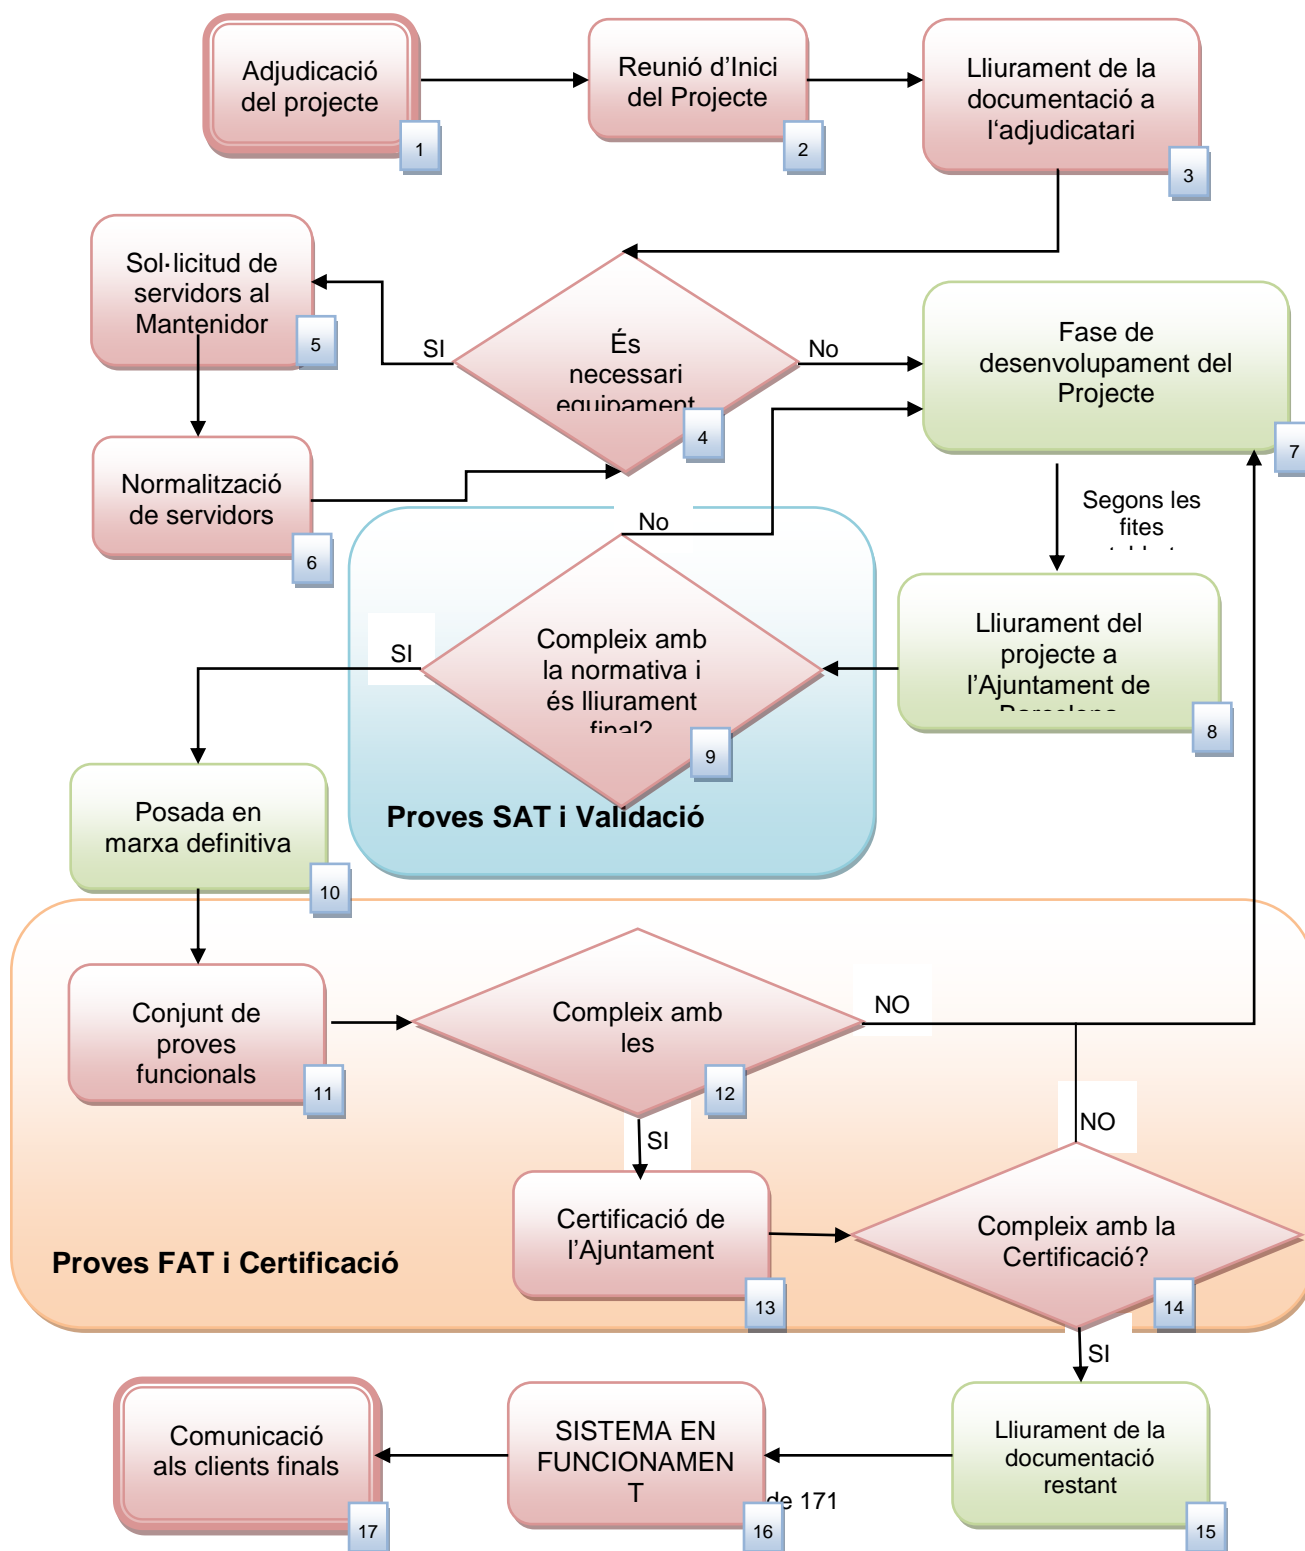 Adjudicació
del projecte
1
Reunió d’Inici
del Projecte
2
Lliurament de la
documentació a
l‘adjudicatari
3
Sol·licitud de
servidors al
Mantenidor
5
SI
És
necessari
equipament
4
No
Fase de
desenvolupament del
Projecte
7
Normalització
de servidors
6
Segons les
fites
No
SI
Compleix amb
la normativa i
és lliurament
final?
9
Lliurament del
projecte a
l’Ajuntament de
Barcelona
8
Proves SAT i Validació
Posada en
marxa definitiva
10
Conjunt de
proves
funcionals
11
Compleix amb
les
12
NO
SI
NO
Certificació de
l’Ajuntament
13
Compleix amb la
Certificació?
14
Proves FAT i Certificació
SI
Comunicació
als clients finals
17
SISTEMA EN
FUNCIONAMEN
T
16
de 171
Lliurament de la
documentació
restant
15